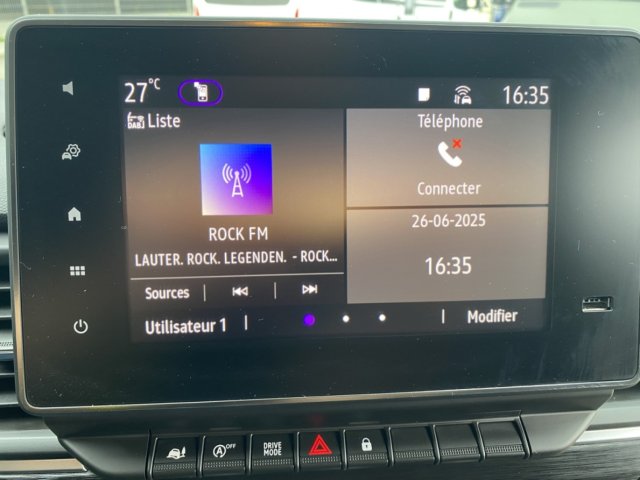 27°C
16:35
DAB
Liste
ROCK FM
LAUTER. ROCK. LEGENDEN. - ROCK...
Téléphone
Connecter
26-06-2025
16:35
Sources
Utilisateur 1
Modifier
OFF
DRIVE
MODE